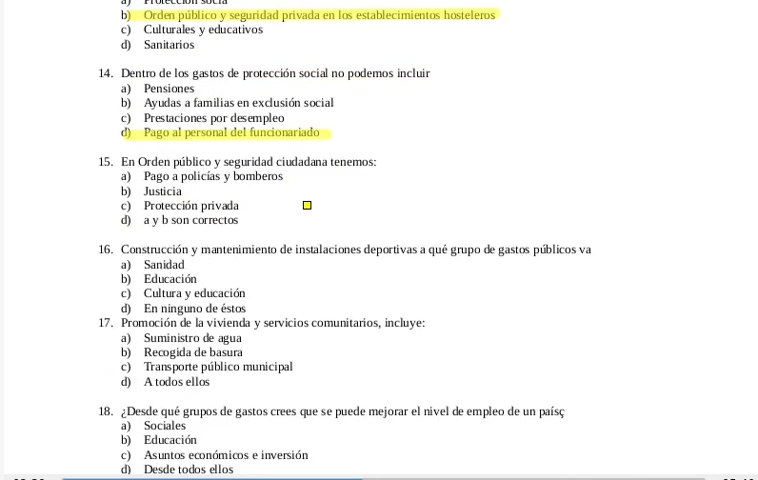 a) Protección socia
b) Orden público y seguridad privada en los establecimientos hosteleros
c) Culturales y educativos
d) Sanitarios
14. Dentro de los gastos de protección social no podemos incluir
a) Pensiones
b) Ayudas a familias en exclusión social
c) Prestaciones por desempleo
d) Pago al personal del funcionariado
15. En Orden público y seguridad ciudadana tenemos:
a) Pago a policías y bomberos
b) Justicia
c) Protección privada
d) a y b son correctos
16. Construcción y mantenimiento de instalaciones deportivas a qué grupo de gastos públicos va
a) Sanidad
b) Educación
c) Cultura y educación
d) En ninguno de éstos
17. Promoción de la vivienda y servicios comunitarios, incluye:
a) Suministro de agua
b) Recogida de basura
c) Transporte público municipal
d) A todos ellos
18. ¿Desde qué grupos de gastos crees que se puede mejorar el nivel de empleo de un paísç
a) Sociales
b) Educación
c) Asuntos económicos e inversión
d) Desde todos ellos